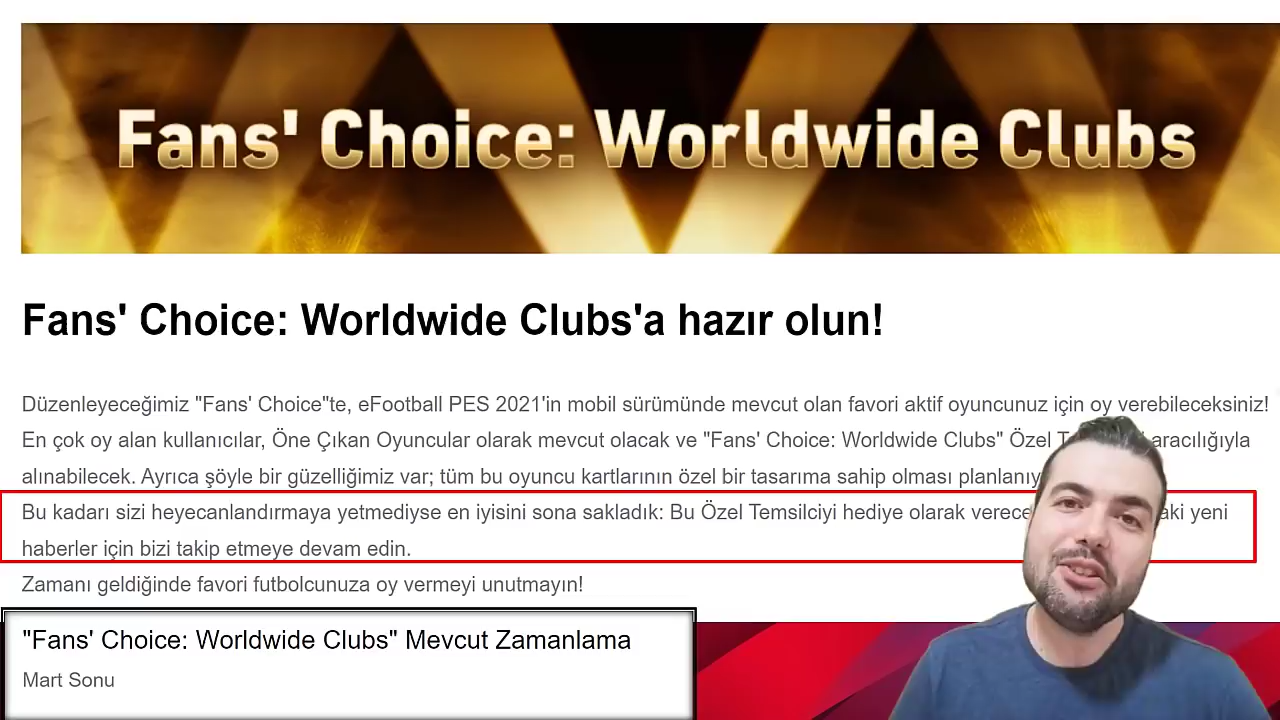 Fans' Choice: Worldwide Clubs
Fans' Choice: Worldwide Clubs'a hazır olun!
Düzenleyeceğimiz "Fans' Choice"te, eFootball PES 2021'in mobil sürümünde mevcut olan favori aktif oyuncunuz için oy verebileceksiniz!
En çok oy alan kullanıcılar, Öne Çıkan Oyuncular olarak mevcut olacak ve "Fans' Choice: Worldwide Clubs" Özel aracılığıyla
alınabilecek. Ayrıca şöyle bir güzelliğimiz var; tüm bu oyuncu kartlarının özel bir tasarıma sahip olması
Bu kadarı sizi heyecanlandırmaya yetmediyse en iyisini sona sakladık: Bu Özel Temsilciyi hediye olarak yeni
haberler için bizi takip etmeye devam edin.
Zamanı geldiğinde favori futbolcunuza oy vermeyi unutmayın!
"Fans' Choice: Worldwide Clubs" Mevcut Zamanlama
Mart Sonu